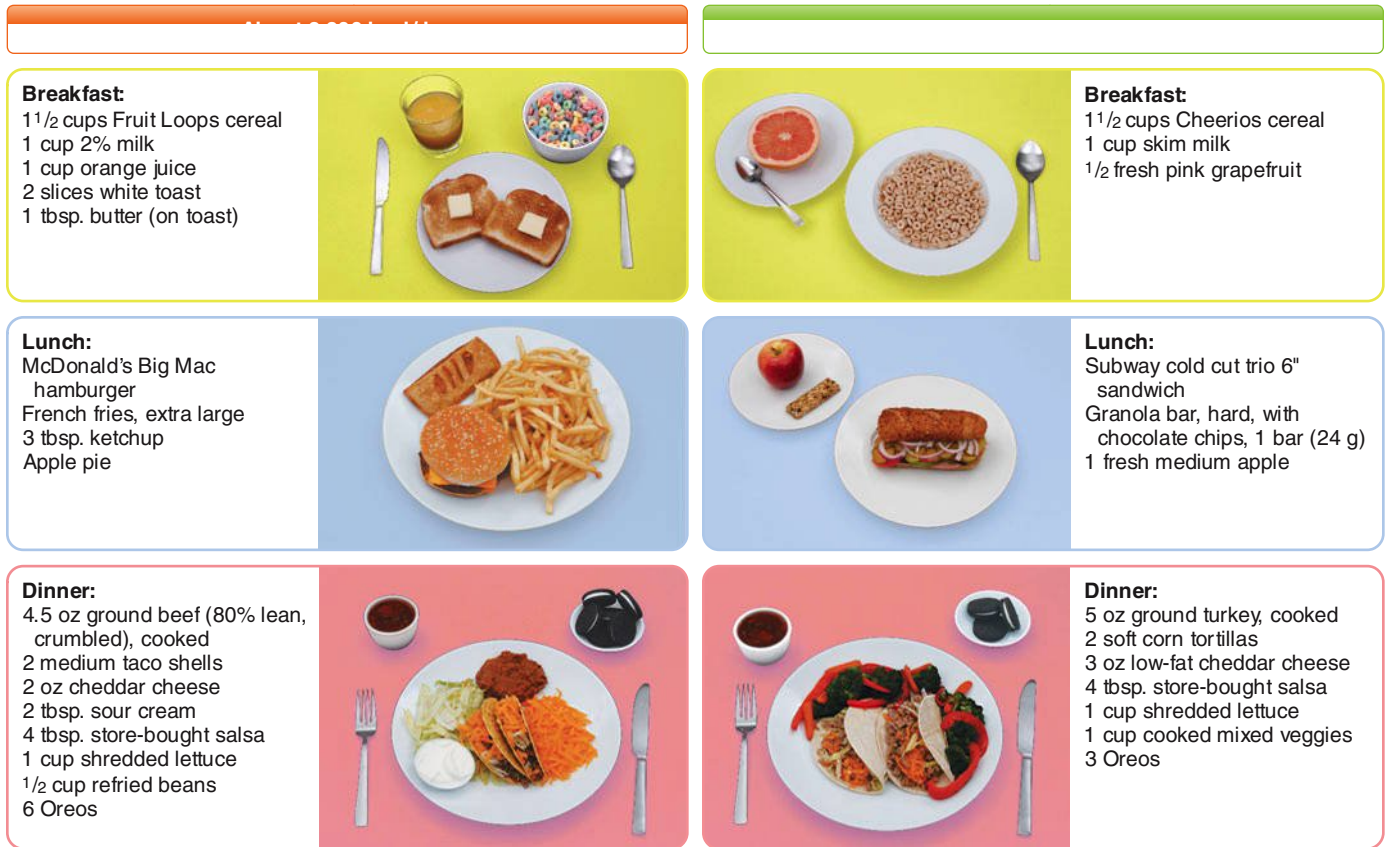 Breakfast:
1 1/2 cups Fruit Loops cereal
1 cup 2% milk
1 cup orange juice
2 slices white toast
1 tbsp. butter (on toast)
Breakfast:
1 1/2 cups Cheerios cereal
1 cup skim milk
1/2 fresh pink grapefruit
Lunch:
McDonald's Big Mac
hamburger
French fries, extra large
3 tbsp. ketchup
Apple pie
Lunch:
Subway cold cut trio 6"
sandwich
Granola bar, hard, with
chocolate chips, 1 bar (24 g)
1 fresh medium apple
Dinner:
4.5 oz ground beef (80% lean,
crumbled), cooked
2 medium taco shells
2 oz cheddar cheese
2 tbsp. sour cream
4 tbsp. store-bought salsa
1 cup shredded lettuce
1/2 cup refried beans
6 Oreos
Dinner:
5 oz ground turkey, cooked
2 soft corn tortillas
3 oz low-fat cheddar cheese
4 tbsp. store-bought salsa
1 cup shredded lettuce
1 cup cooked mixed veggies
3 Oreos